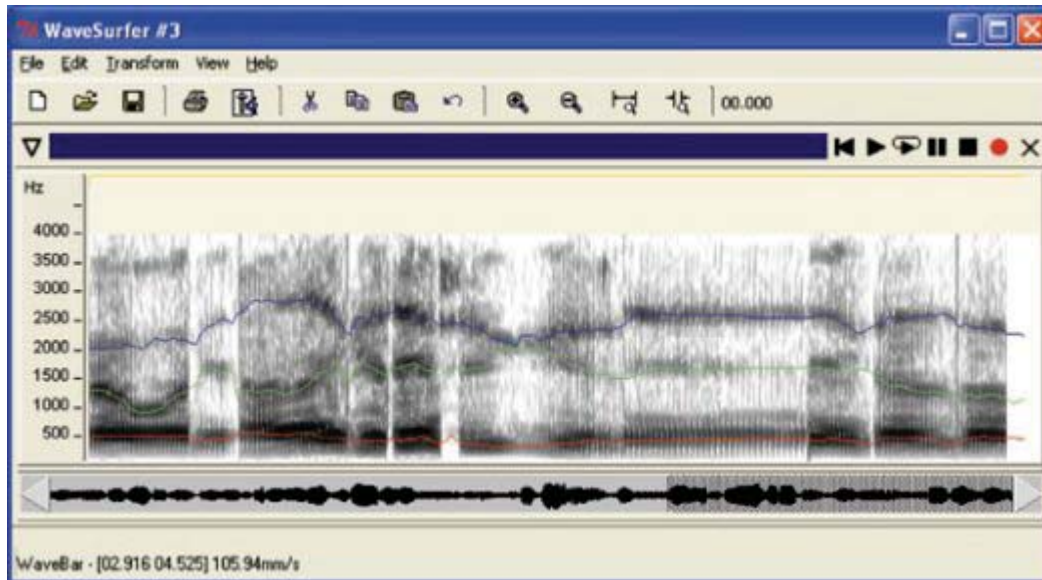 WaveSurfer #3
File Edit Transform View Help
00.000
Hz
4000
3500
3000
2500
2000
1500
1000
500
WaveBar - [02.916 04.525] 105.94mm/s